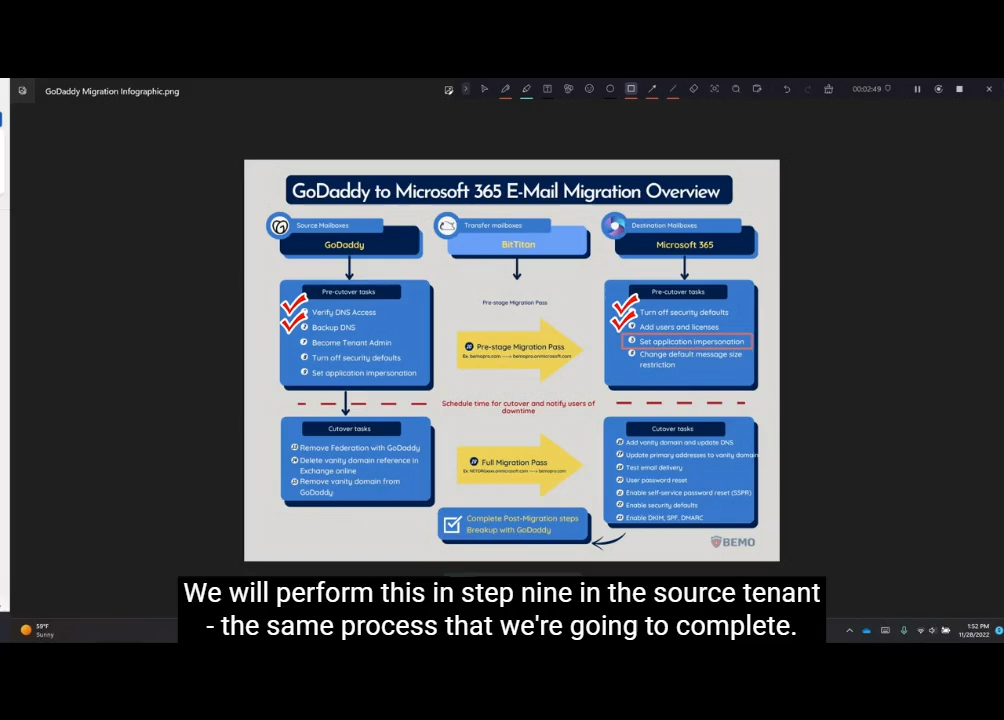 GoDaddy Migration Infographic.png
00:02:49
GoDaddy to Microsoft 365 E-Mail Migration Overview
Source Mailboxes
GoDaddy
Transfer mailboxes
BitTitan
Destination Mailboxes
Microsoft 365
Pre-cutover tasks
Verify DNS Access
Backup DNS
Become Tenant Admin
Turn off security defaults
Set application impersonation
Pre-stage Migration Pass
Pre-stage Migration Pass
Ex: bemopro.com ----> bemopro.onmicrosoft.com
Pre-cutover tasks
Turn off security defaults
Add users and licenses
Set application impersonation
Change default message size
restriction
Schedule time for cutover and notify users of
downtime
Cutover tasks
Remove Federation with GoDaddy
Delete vanity domain reference in
Exchange online
Remove vanity domain from
GoDaddy
Full Migration Pass
Cutover tasks
Add vanity domain and update DNS
Update primary addresses to vanity domain
Test email delivery
User password reset
Enable self-service password reset (SSPR)
Enable security defaults
Enable DKIM, SPF, DMARC
Complete Post-Migration steps
Breakup with GoDaddy
BEMO
We will perform this in step nine in the source tenant
- the same process that we're going to complete.
58°F
Sunny
1:52 PM
11/28/2022